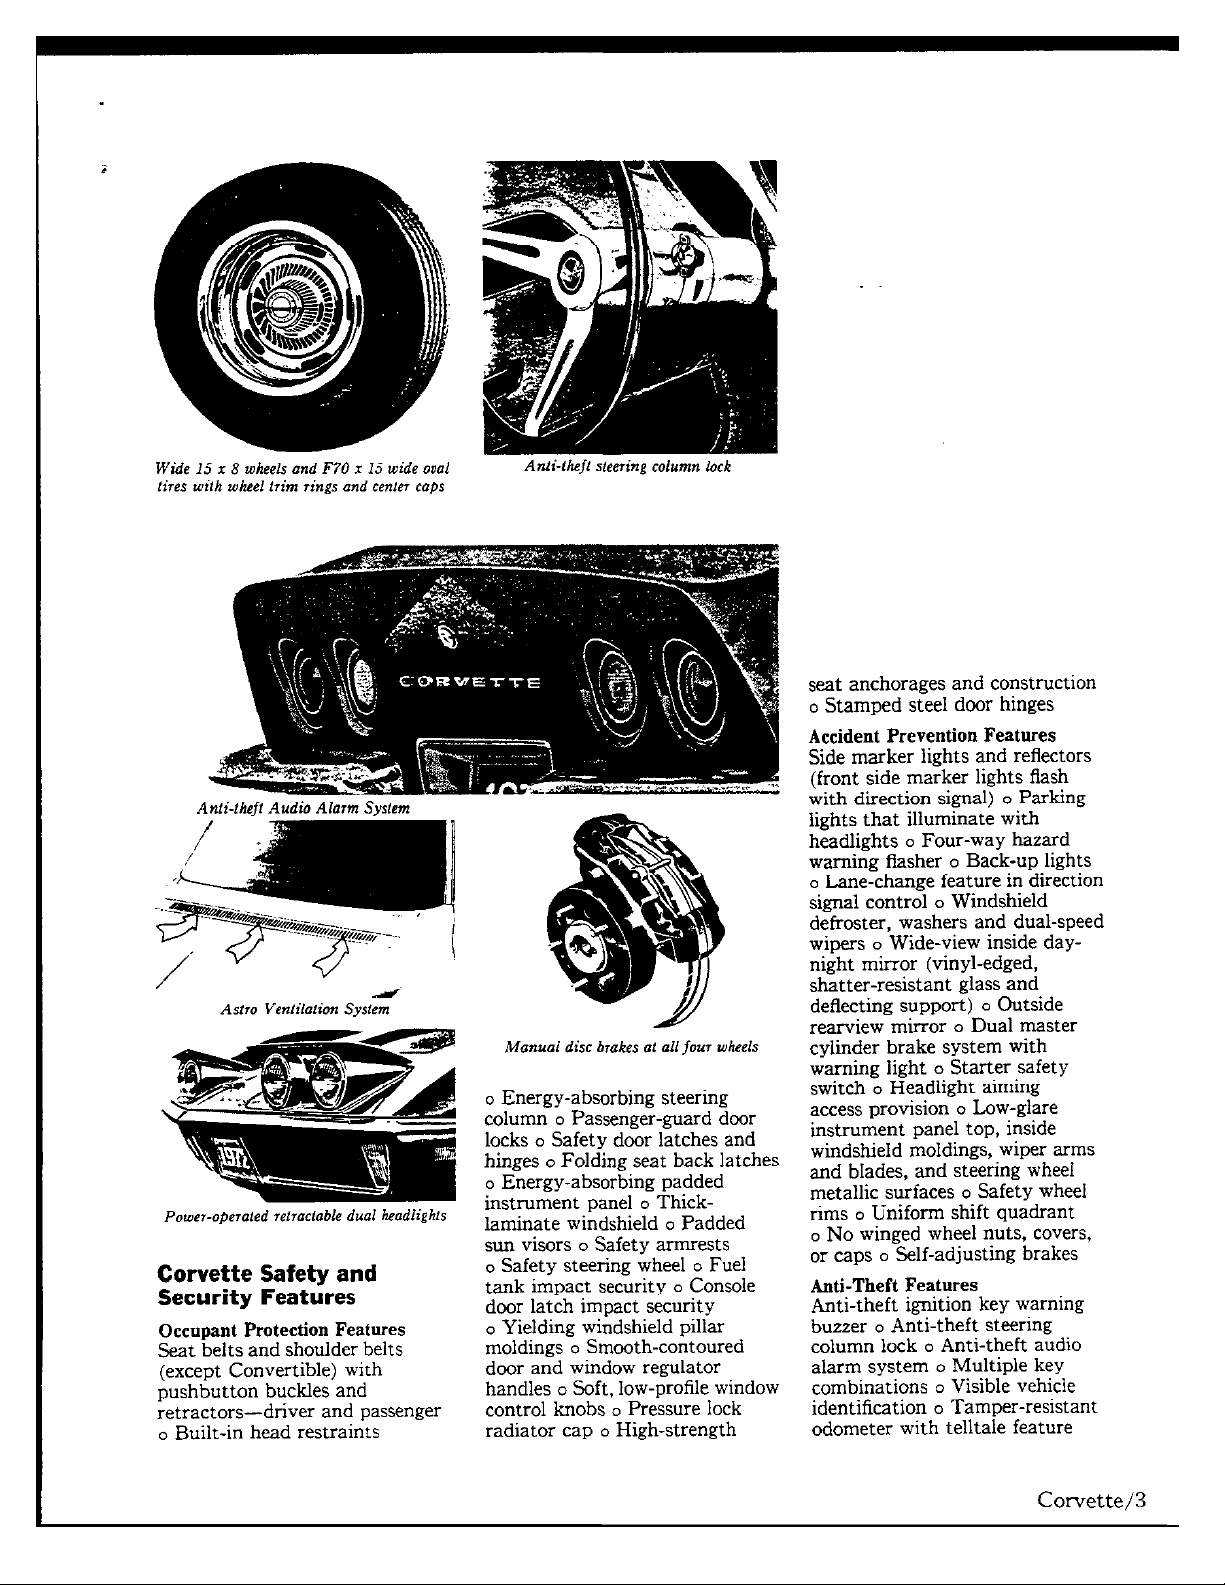 Wide 15 x 8 wheels and F70 x 15 wide oval
tires with wheel trim rings and center caps
Anti-theft steering column lock
CORVETTE
Anti-theft Audio Alarm System
Astro Ventilation System
Manual disc brakes at all four wheels
1972
Power-operated retractable dual headlights
Corvette Safety and
Security Features
Occupant Protection Features
Seat belts and shoulder belts
(except Convertible) with
pushbutton buckles and
retractors—driver and passenger
o Built-in head restraints
o Energy-absorbing steering
column o Passenger-guard door
locks o Safety door latches and
hinges o Folding seat back latches
o Energy-absorbing padded
instrument panel o Thick-
laminate windshield o Padded
sun visors o Safety armrests
o Safety steering wheel o Fuel
tank impact security o Console
door latch impact security
o Yielding windshield pillar
moldings o Smooth-contoured
door and window regulator
handles o Soft, low-profile window
control knobs o Pressure lock
radiator cap o High-strength
seat anchorages and construction
o Stamped steel door hinges
Accident Prevention Features
Side marker lights and reflectors
(front side marker lights flash
with direction signal) o Parking
lights that illuminate with
headlights o Four-way hazard
warning flasher o Back-up lights
o Lane-change feature in direction
signal control o Windshield
defroster, washers and dual-speed
wipers o Wide-view inside day-
night mirror (vinyl-edged,
shatter-resistant glass and
deflecting support) o Outside
rearview mirror o Dual master
cylinder brake system with
warning light o Starter safety
switch o Headlight aiming
access provision o Low-glare
instrument panel top, inside
windshield moldings, wiper arms
and blades, and steering wheel
metallic surfaces o Safety wheel
rims o Uniform shift quadrant
o No winged wheel nuts, covers,
or caps o Self-adjusting brakes
Anti-Theft Features
Anti-theft ignition key warning
buzzer o Anti-theft steering
column lock o Anti-theft audio
alarm system o Multiple key
combinations o Visible vehicle
identification o Tamper-resistant
odometer with telltale feature
Corvette/3